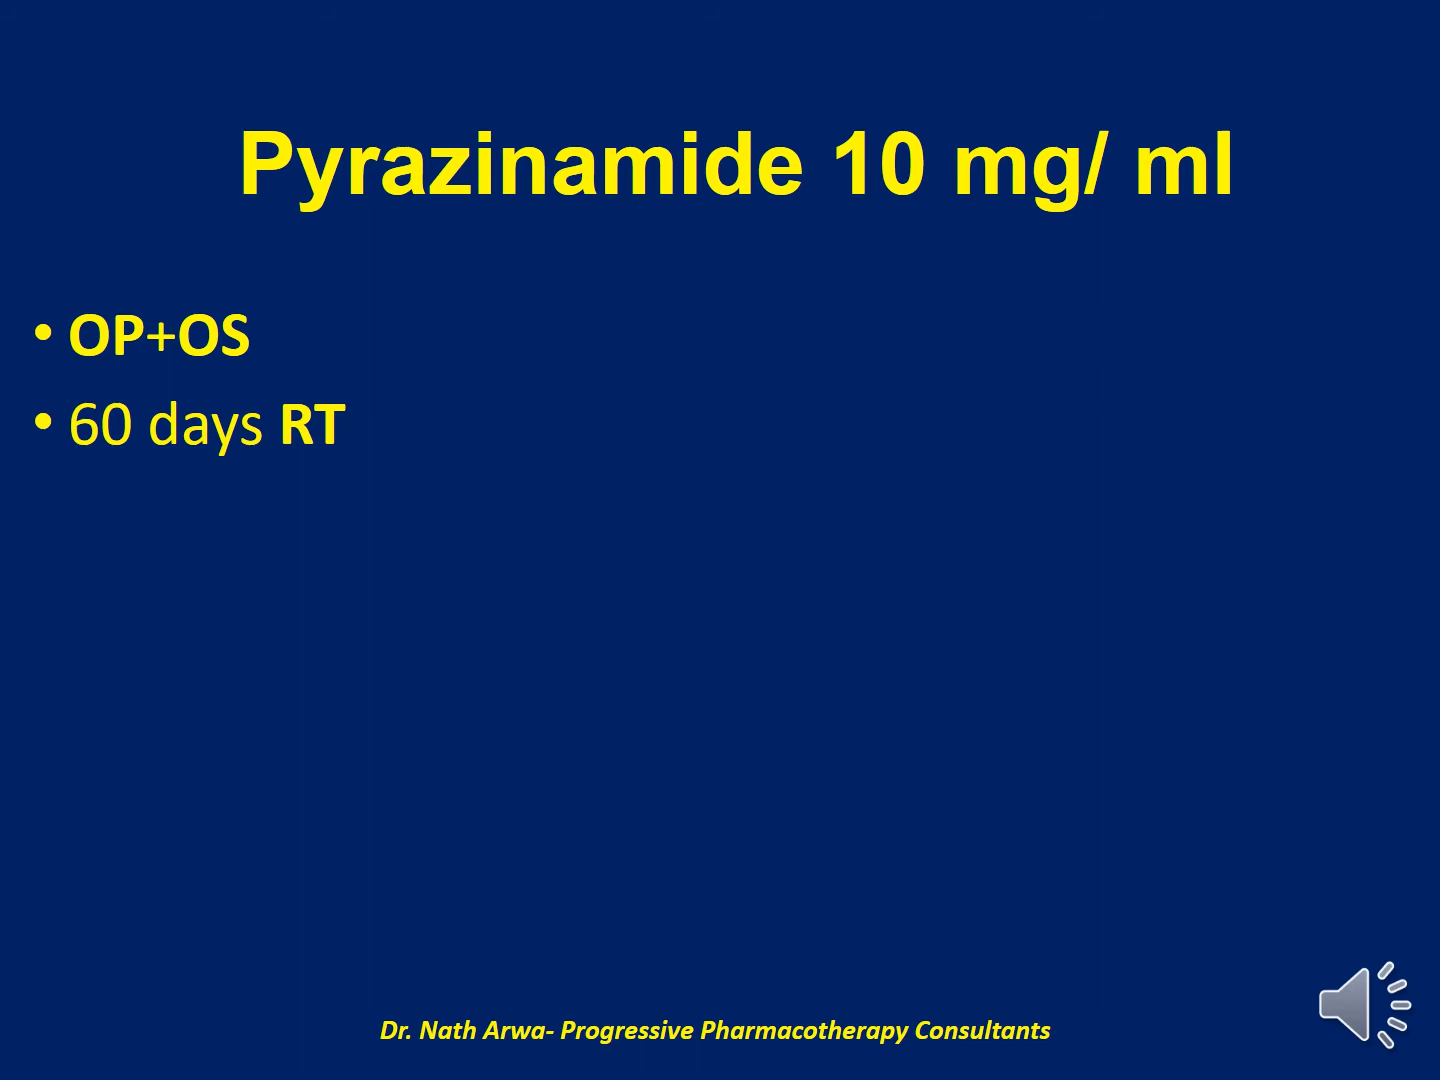 Pyrazinamide 10 mg/ ml
• OP+OS
• 60 days RT
Dr. Nath Arwa- Progressive Pharmacotherapy Consultants